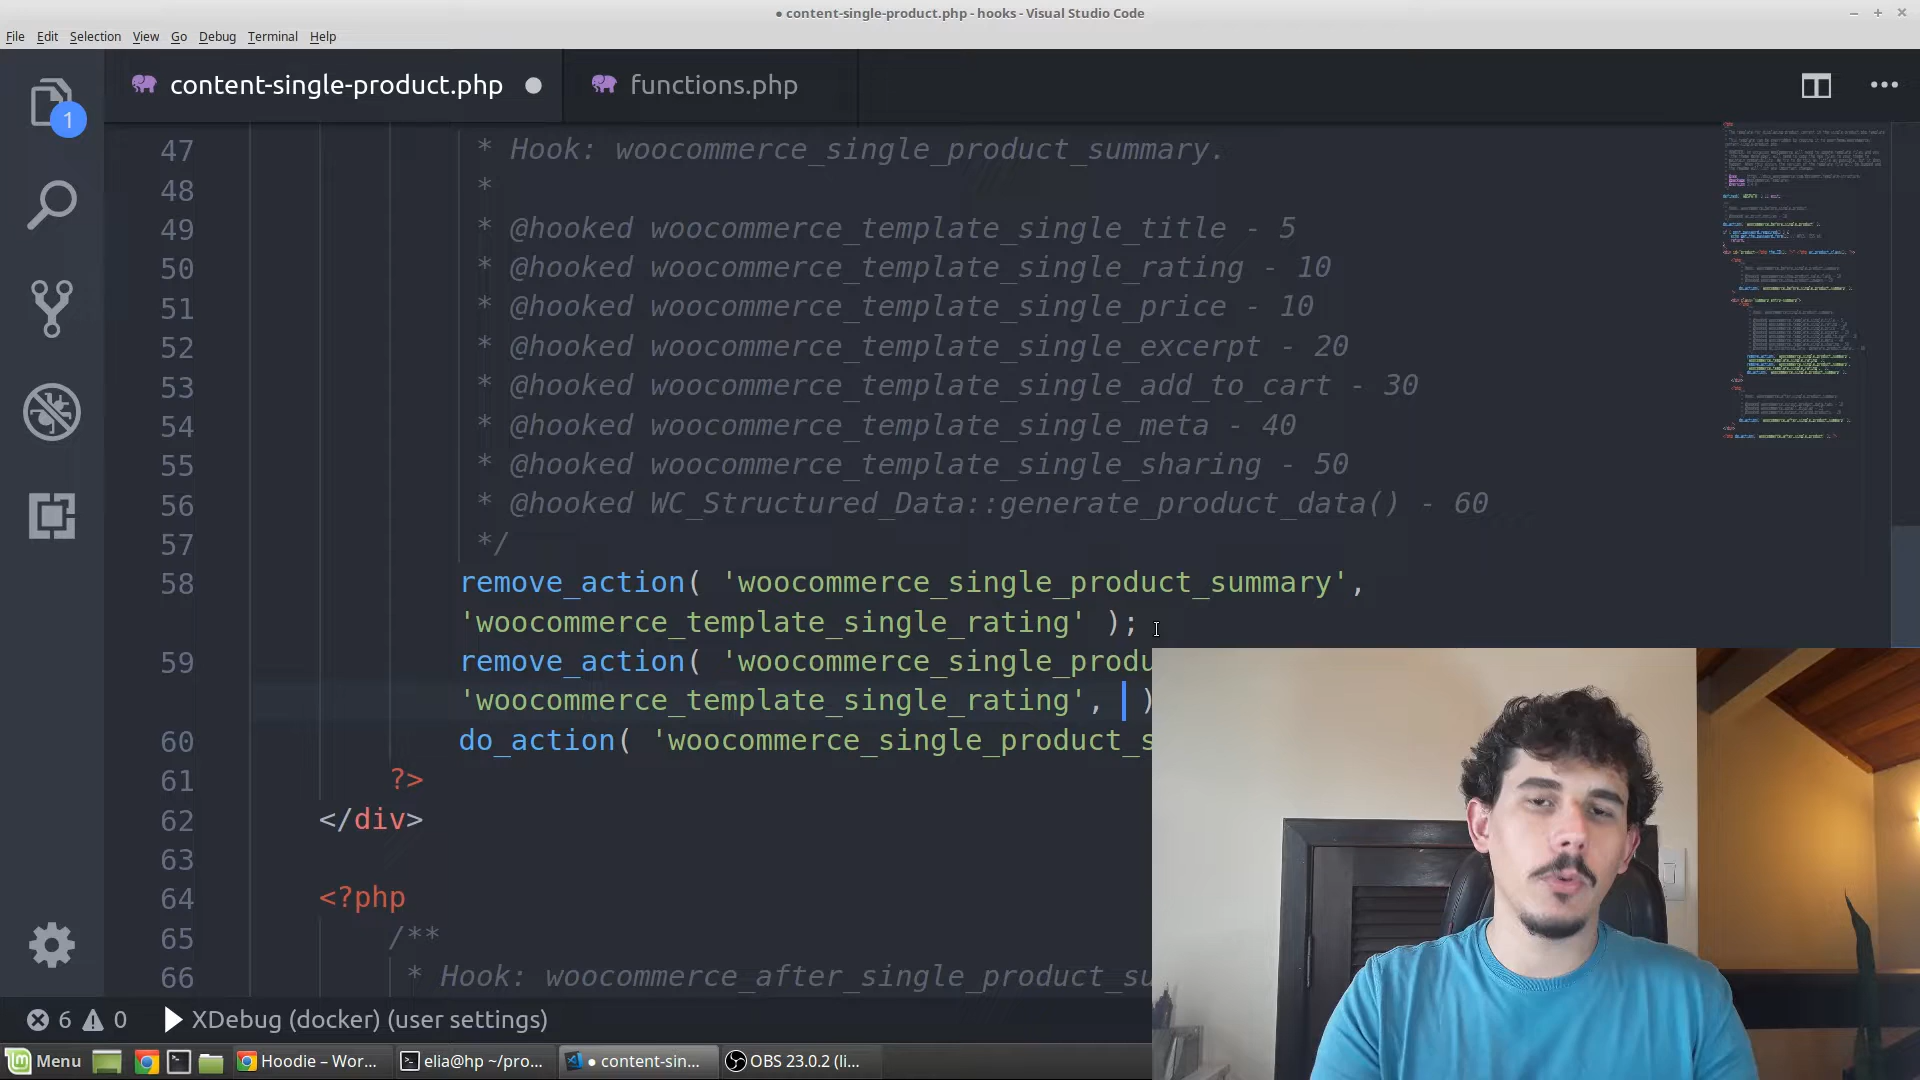 ● content-single-product.php - hooks - Visual Studio Code
File Edit Selection View Go Debug Terminal Help
content-single-product.php ● functions.php
1
47 * Hook: woocommerce_single_product_summary.
48 *
49 * @hooked woocommerce_template_single_title - 5
50 * @hooked woocommerce_template_single_rating - 10
51 * @hooked woocommerce_template_single_price - 10
52 * @hooked woocommerce_template_single_excerpt - 20
53 * @hooked woocommerce_template_single_add_to_cart - 30
54 * @hooked woocommerce_template_single_meta - 40
55 * @hooked woocommerce_template_single_sharing - 50
56 * @hooked WC_Structured_Data::generate_product_data() - 60
57 */
58 remove_action( 'woocommerce_single_product_summary',
'woocommerce_template_single_rating' );
59 remove_action( 'woocommerce_single_produ
'woocommerce_template_single_rating', )
60 do_action( 'woocommerce_single_product_s
61 ?>
62 </div>
63
64 <?php
65 /**
66 * Hook: woocommerce_after_single_product_su
6 0 XDebug (docker) (user settings)
Menu Hoodie – Wor... elia@hp ~/pro... ● content-sin... OBS 23.0.2 (li...